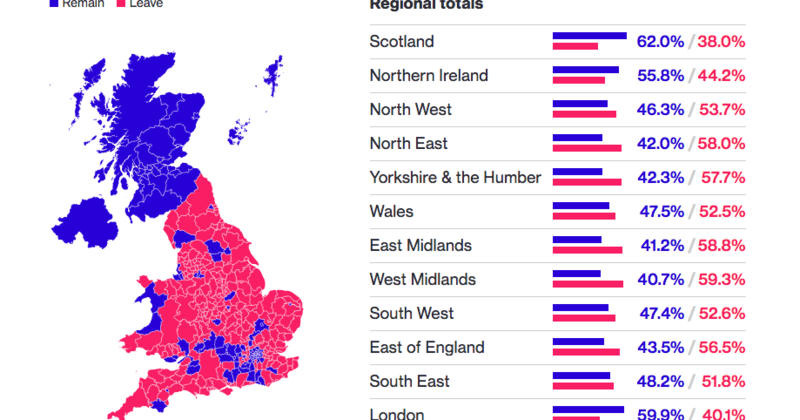 Remain Leave
Regional totals
Scotland 62.0% / 38.0%
Northern Ireland 55.8% / 44.2%
North West 46.3% / 53.7%
North East 42.0% / 58.0%
Yorkshire & the Humber 42.3% / 57.7%
Wales 47.5% / 52.5%
East Midlands 41.2% / 58.8%
West Midlands 40.7% / 59.3%
South West 47.4% / 52.6%
East of England 43.5% / 56.5%
South East 48.2% / 51.8%
London 59.9% / 40.1%